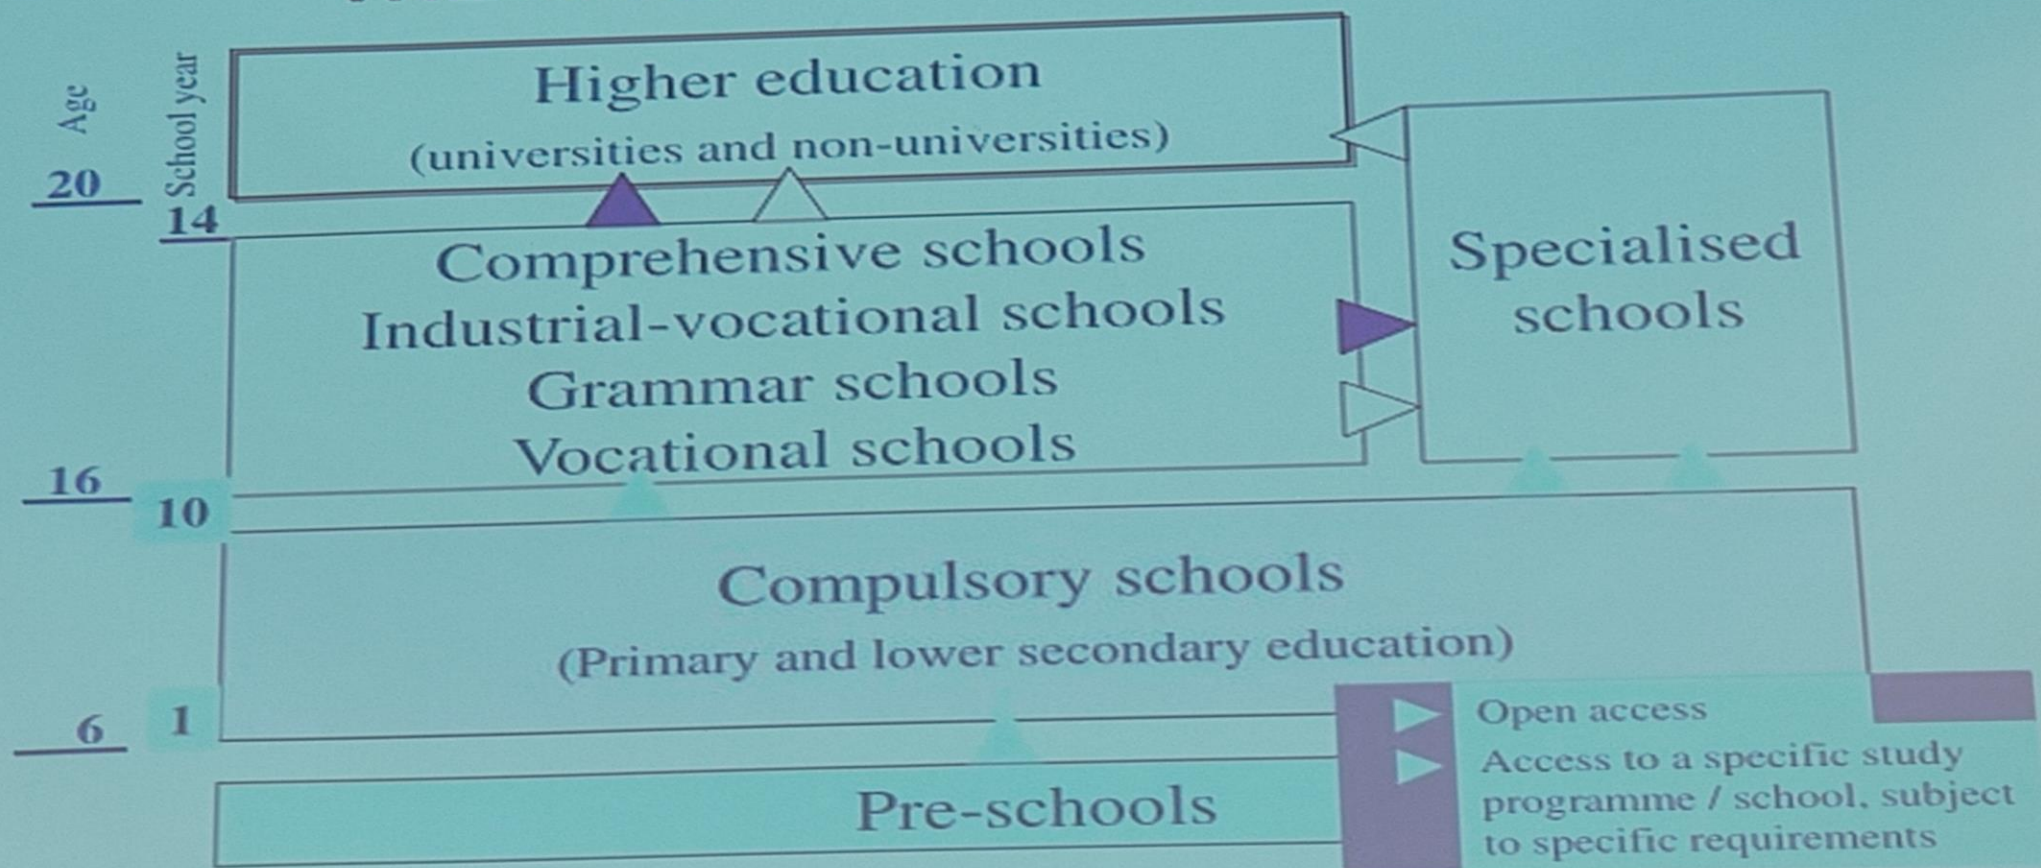 Age
School year
Higher education
(universities and non-universities)
20
14
Comprehensive schools
Industrial-vocational schools
Grammar schools
Vocational schools
Specialised
schools
16
10
Compulsory schools
(Primary and lower secondary education)
6
1
Pre-schools
Open access
Access to a specific study
programme / school, subject
to specific requirements